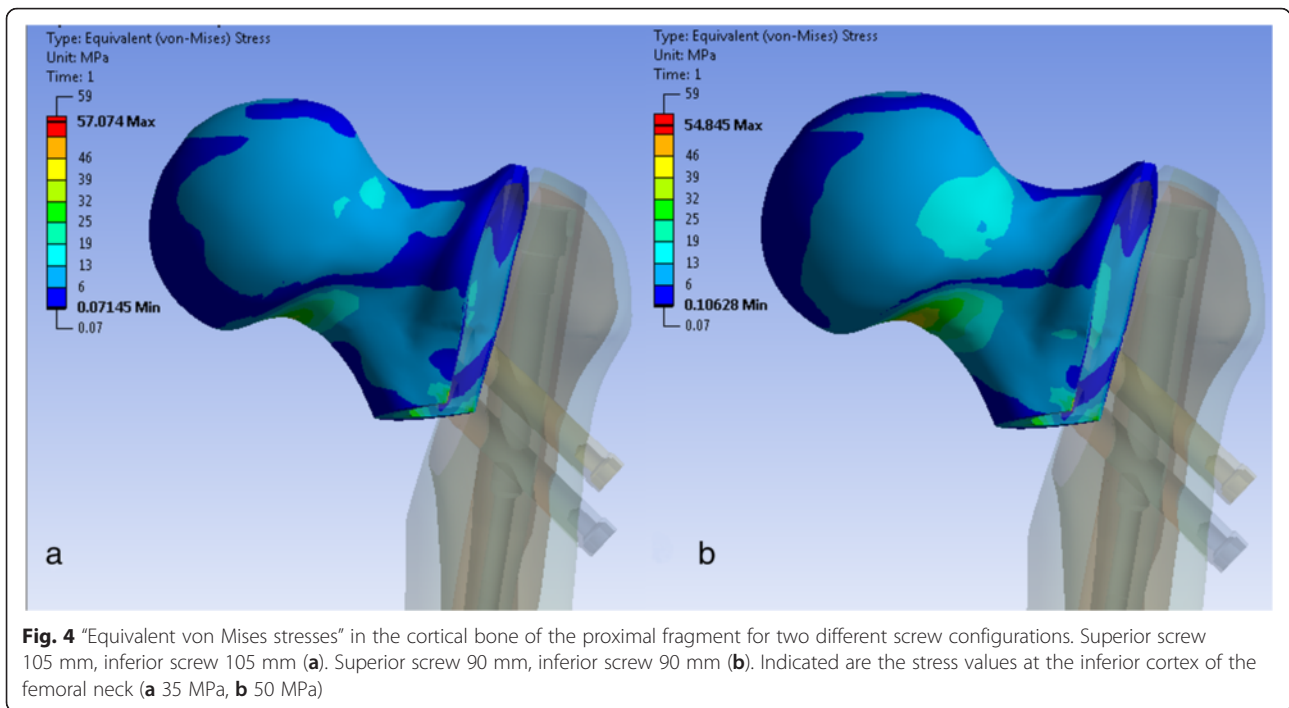 Type: Equivalent (von-Mises) Stress
Unit: MPa
Time: 1
59
57.074 Max
46
39
32
25
19
13
6
0.07145 Min
0.07
a
Type: Equivalent (von-Mises) Stress
Unit: MPa
Time: 1
59
54.845 Max
46
39
32
25
19
13
6
0.10628 Min
0.07
b
Fig. 4 “Equivalent von Mises stresses” in the cortical bone of the proximal fragment for two different screw configurations. Superior screw
105 mm, inferior screw 105 mm (a). Superior screw 90 mm, inferior screw 90 mm (b). Indicated are the stress values at the inferior cortex of the
femoral neck (a 35 MPa, b 50 MPa)